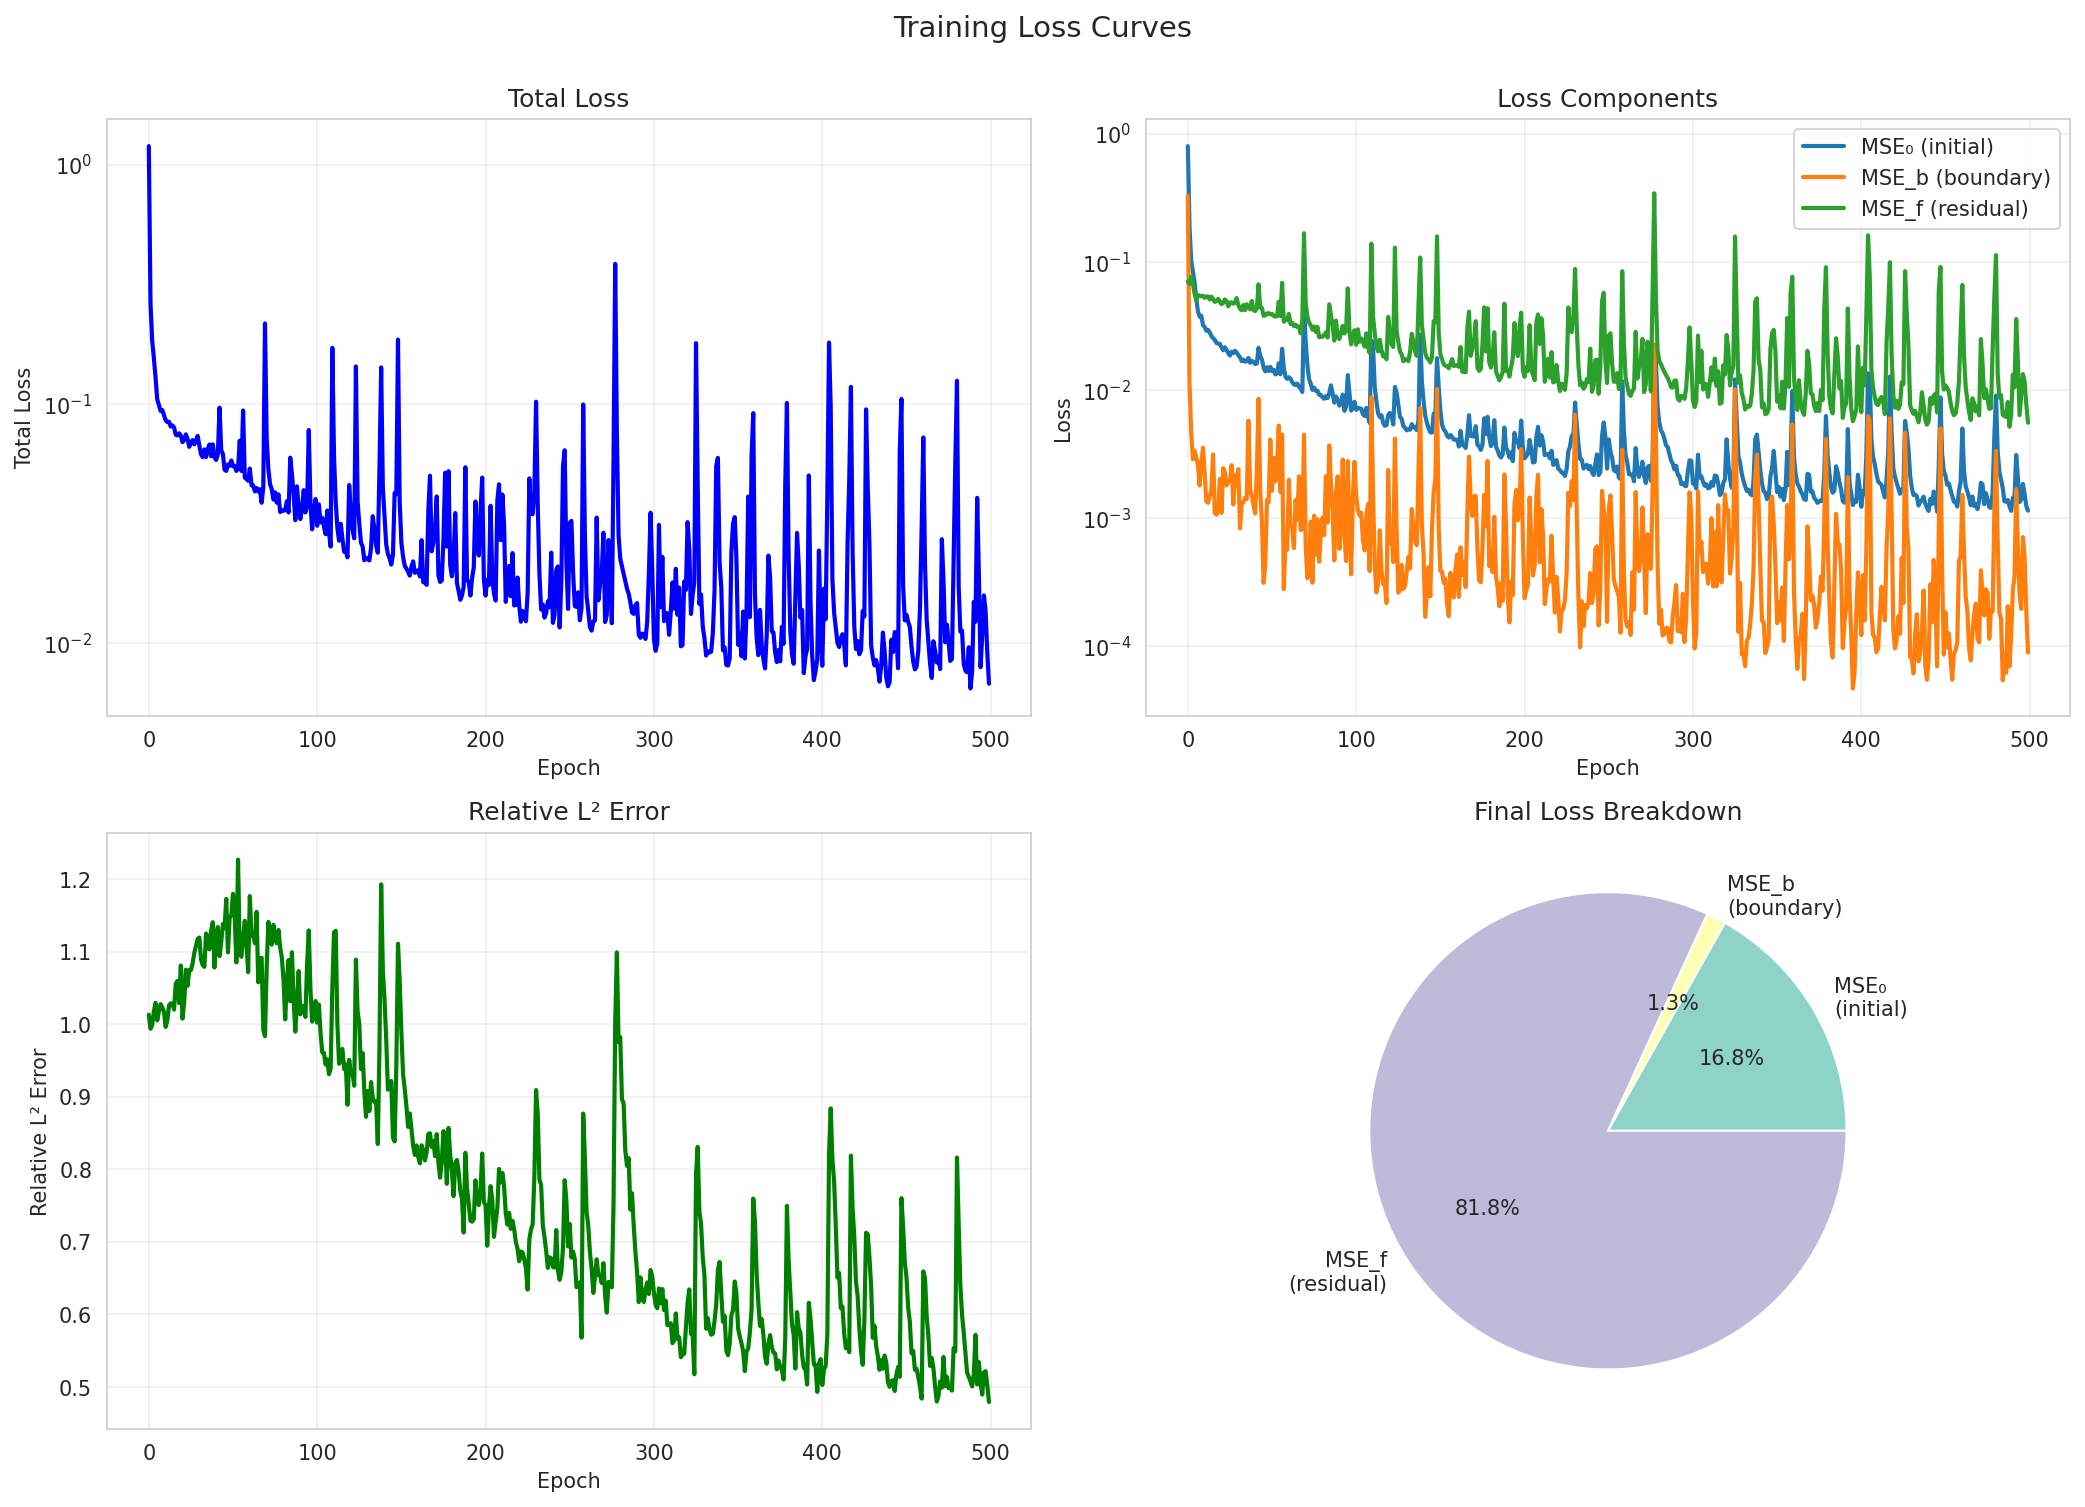 Training Loss Curves
Total Loss
Total Loss
10⁰
10⁻¹
10⁻²
0 100 200 300 400 500
Epoch
Loss Components
Loss
10⁰
10⁻¹
10⁻²
10⁻³
10⁻⁴
MSE₀ (initial)
MSE_b (boundary)
MSE_f (residual)
0 100 200 300 400 500
Epoch
Relative L² Error
Relative L² Error
1.2
1.1
1.0
0.9
0.8
0.7
0.6
0.5
0 100 200 300 400 500
Epoch
Final Loss Breakdown
MSE_b
(boundary)
MSE₀
(initial)
1.3%
16.8%
81.8%
MSE_f
(residual)